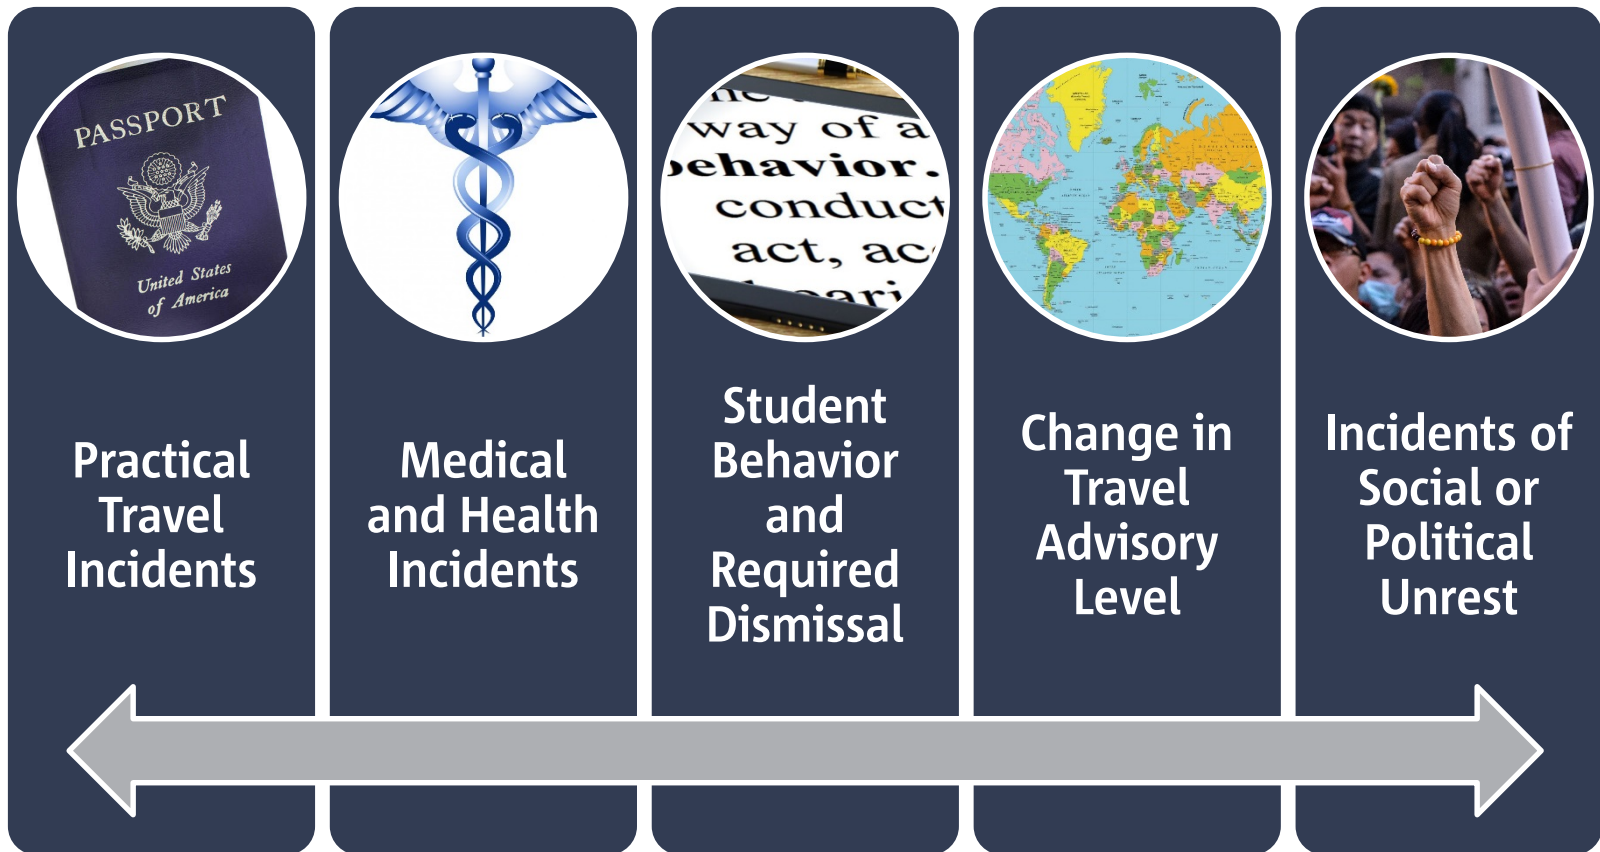 PASSPORT
United States
of America
way of a
behavior.
conduct
act, ac
Practical
Travel
Incidents
Medical
and Health
Incidents
Student
Behavior
and
Required
Dismissal
Change in
Travel
Advisory
Level
Incidents of
Social or
Political
Unrest